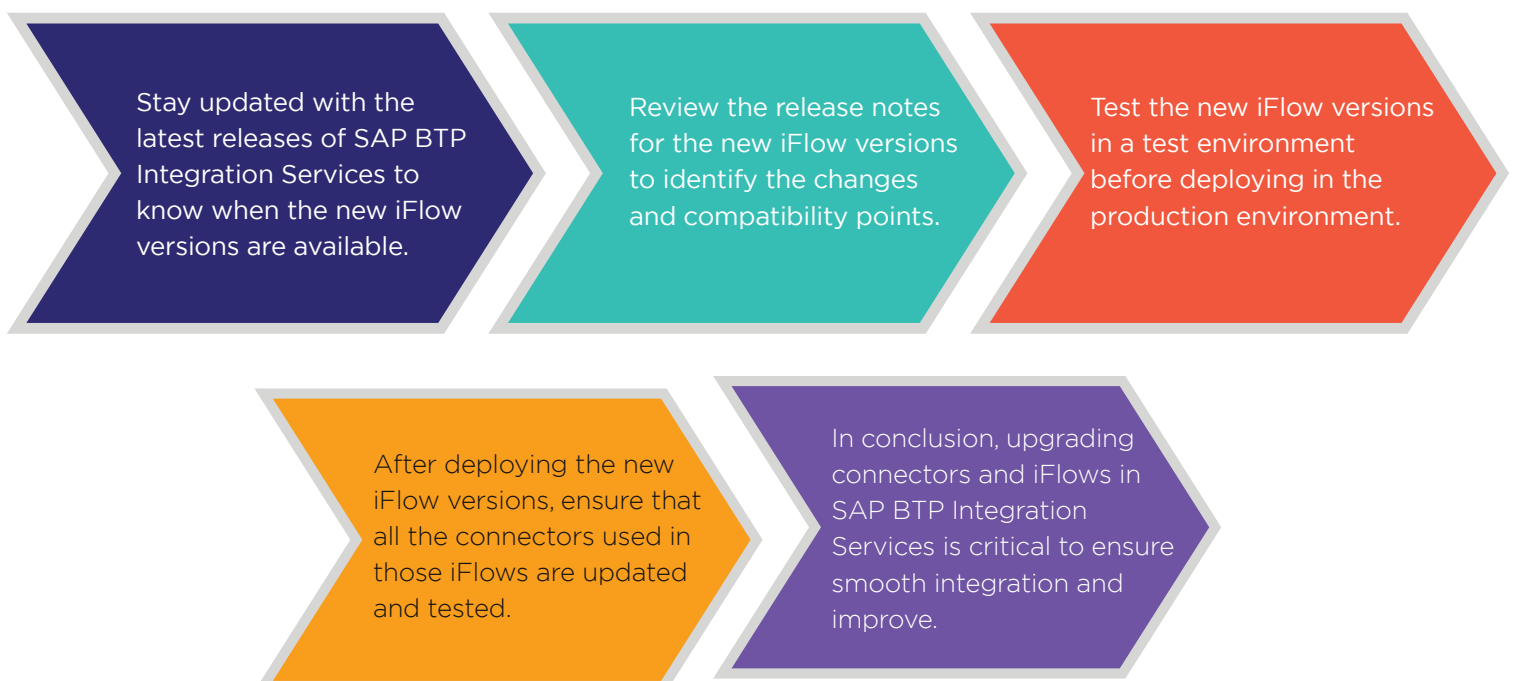 Stay updated with the
latest releases of SAP BTP
Integration Services to
know when the new iFlow
versions are available.
Review the release notes
for the new iFlow versions
to identify the changes
and compatibility points.
Test the new iFlow versions
in a test environment
before deploying in the
production environment.
After deploying the new
iFlow versions, ensure that
all the connectors used in
those iFlows are updated
and tested.
In conclusion, upgrading
connectors and iFlows in
SAP BTP Integration
Services is critical to ensure
smooth integration and
improve.